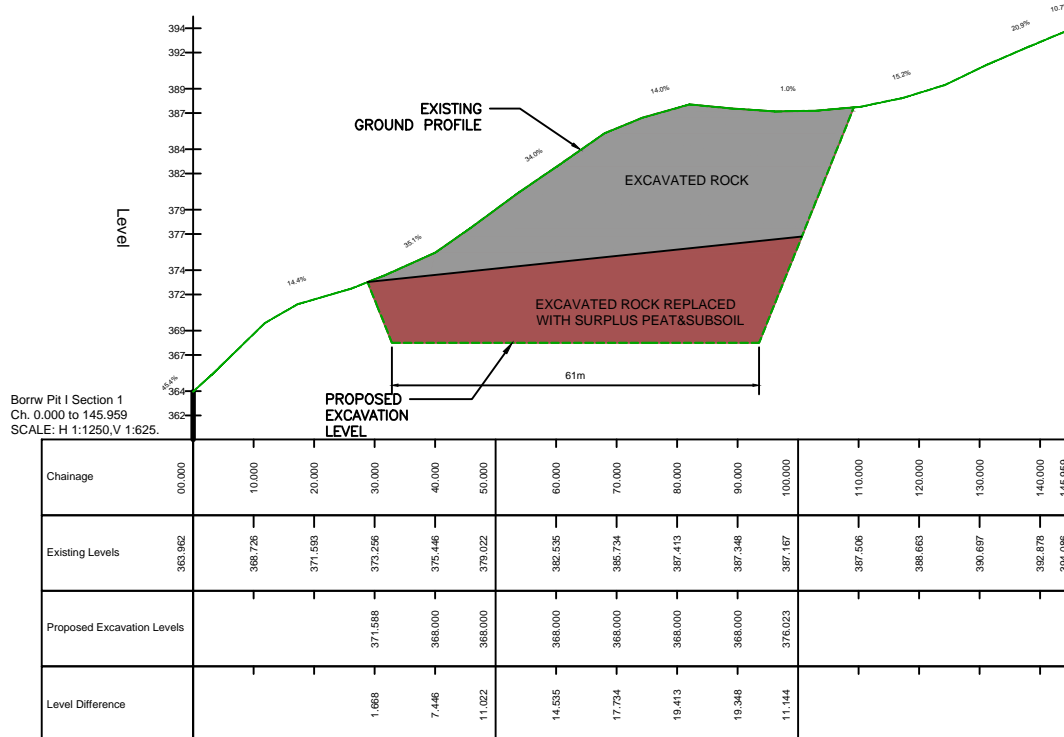 394
392
389
387
384
382
379
377
374
372
369
367
364
362
Level
45.4%
14.4%
35.1%
34.0%
14.0%
1.0%
15.2%
20.9%
EXISTING
GROUND PROFILE
EXCAVATED ROCK
EXCAVATED ROCK REPLACED
WITH SURPLUS PEAT&SUBSOIL
61m
PROPOSED
EXCAVATION
LEVEL
Borrw Pit I Section 1
Ch. 0.000 to 145.959
SCALE: H 1:1250,V 1:625.
Chainage 00.000 10.000 20.000 30.000 40.000 50.000 60.000 70.000 80.000 90.000 100.000 110.000 120.000 130.000 140.000 145.959
Existing Levels 363.962 368.726 371.593 373.256 375.446 379.022 382.535 385.734 387.413 387.348 387.167 387.506 388.663 390.697 392.878
Proposed Excavation Levels 371.588 368.000 368.000 368.000 368.000 368.000 368.000 376.023
Level Difference 1.668 7.446 11.022 14.535 17.734 19.413 19.348 11.144